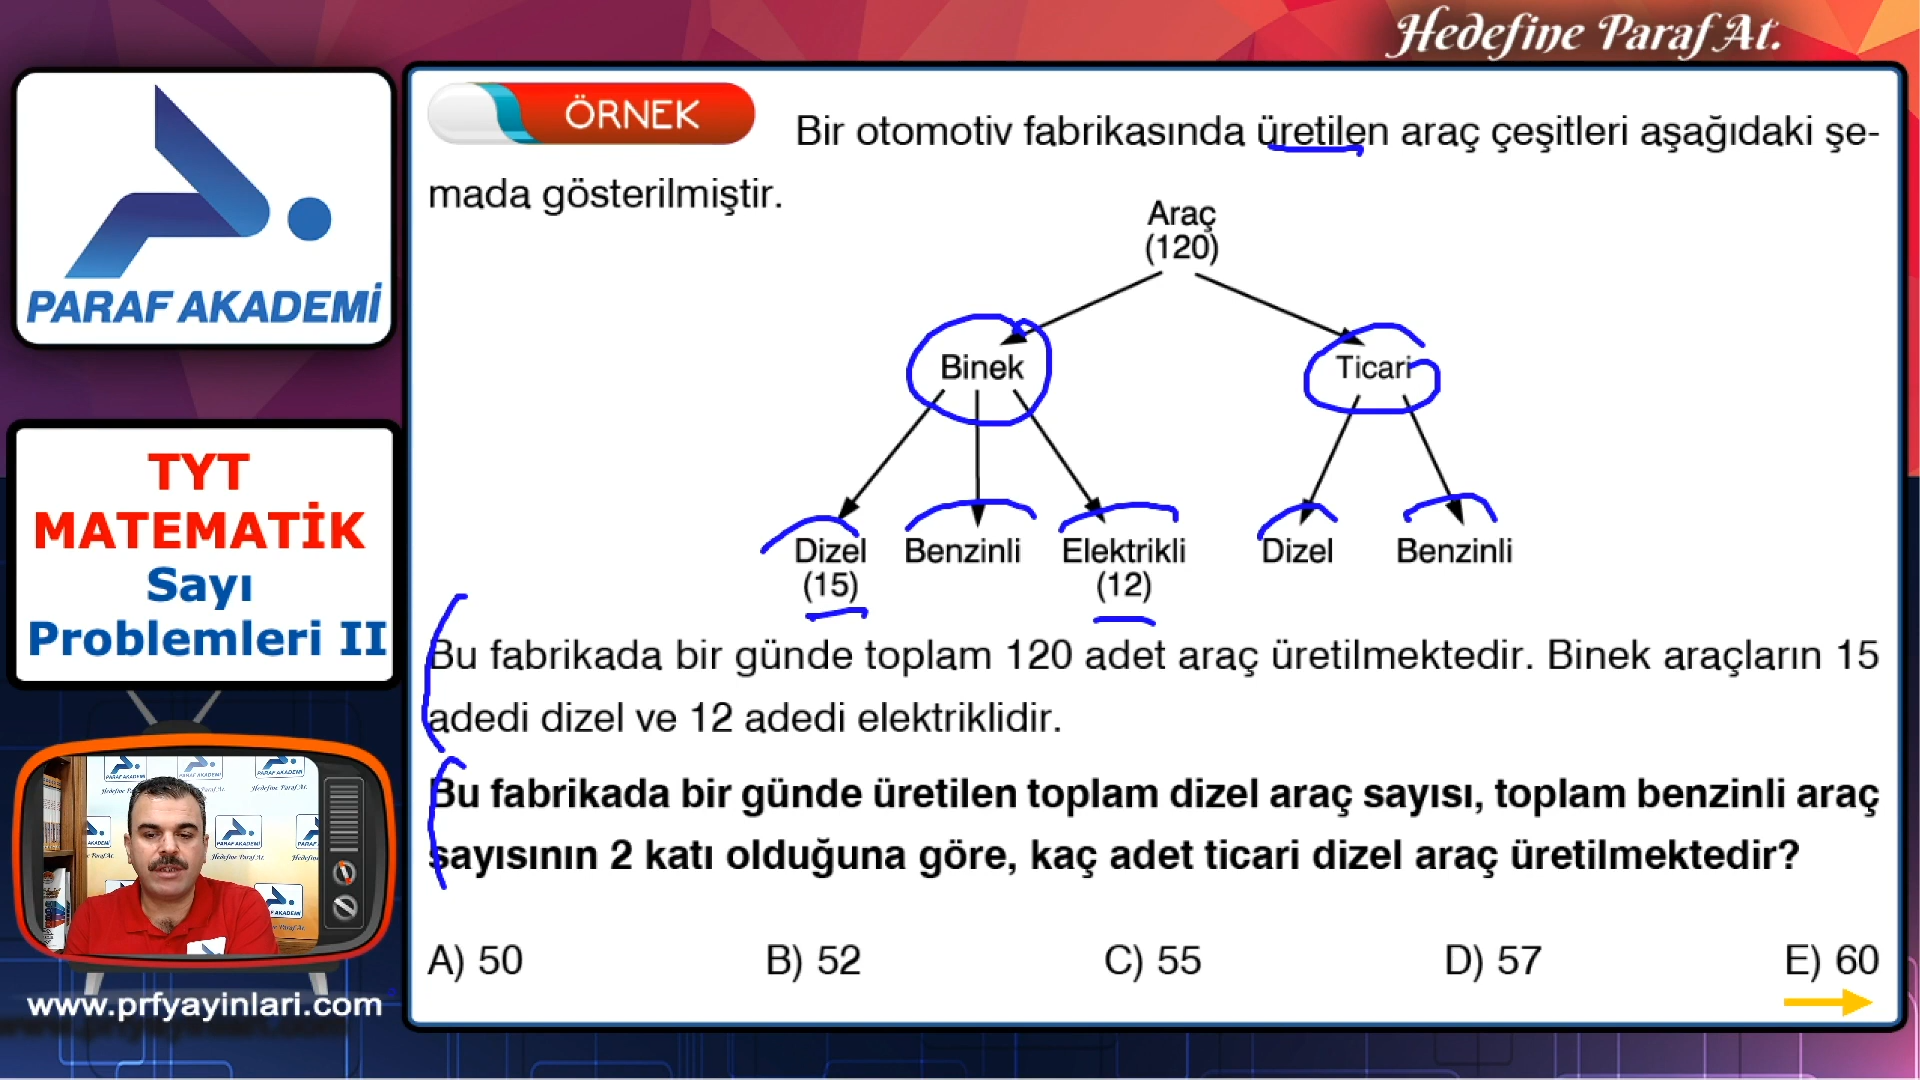 Hedefine Paraf At.
PARAF AKADEMİ
TYT
MATEMATİK
Sayı
Problemleri II
www.prfyayinlari.com
ÖRNEK
Bir otomotiv fabrikasında üretilen araç çeşitleri aşağıdaki şe-
mada gösterilmiştir.
Araç
(120)
Binek Ticari
Dizel Benzinli Elektrikli Dizel Benzinli
(15) (12)
Bu fabrikada bir günde toplam 120 adet araç üretilmektedir. Binek araçların 15
adedi dizel ve 12 adedi elektriklidir.
Bu fabrikada bir günde üretilen toplam dizel araç sayısı, toplam benzinli araç
sayısının 2 katı olduğuna göre, kaç adet ticari dizel araç üretilmektedir?
A) 50 B) 52 C) 55 D) 57 E) 60